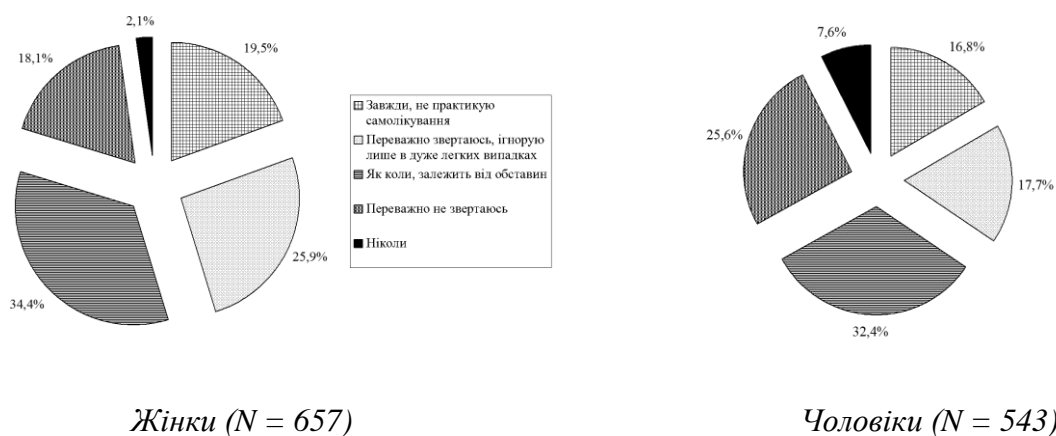 2,1%
18,1%
19,5%
34,4%
25,9%
Завжди, не практикую
самолікування
Переважно звертаюсь, ігнорую
лише в дуже легких випадках
Як коли, залежить від обставин
Переважно не звертаюсь
Ніколи
7,6%
16,8%
25,6%
17,7%
32,4%
Жінки (N = 657)
Чоловіки (N = 543)